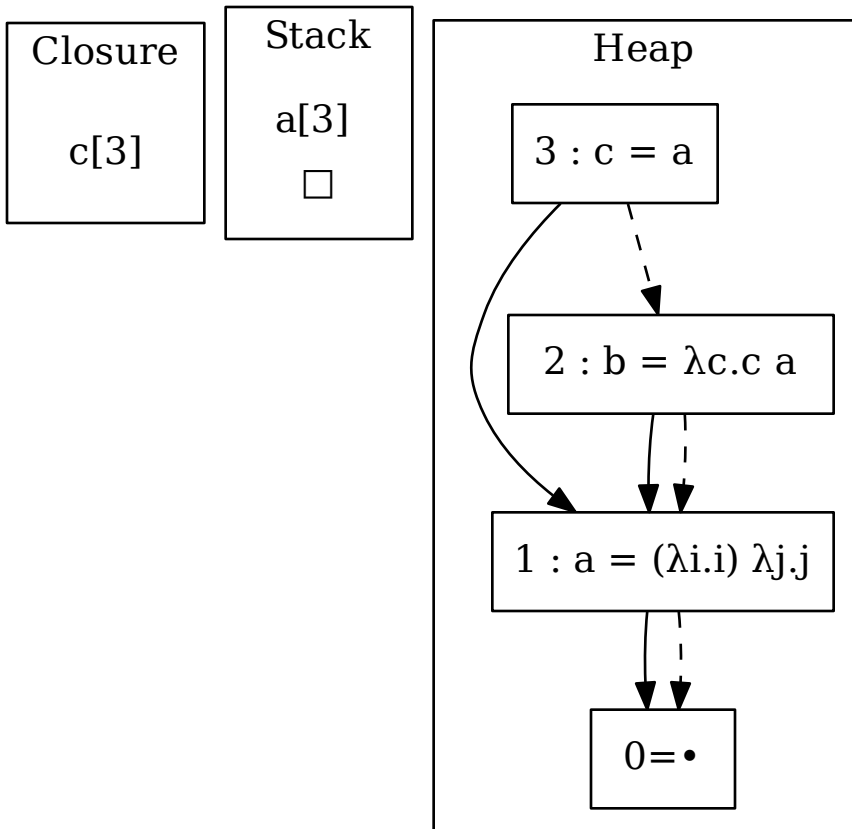 Closure
c[3]
Stack
a[3]
□
Heap
3 : c = a
2 : b = λc.c a
1 : a = (λi.i) λj.j
0=•